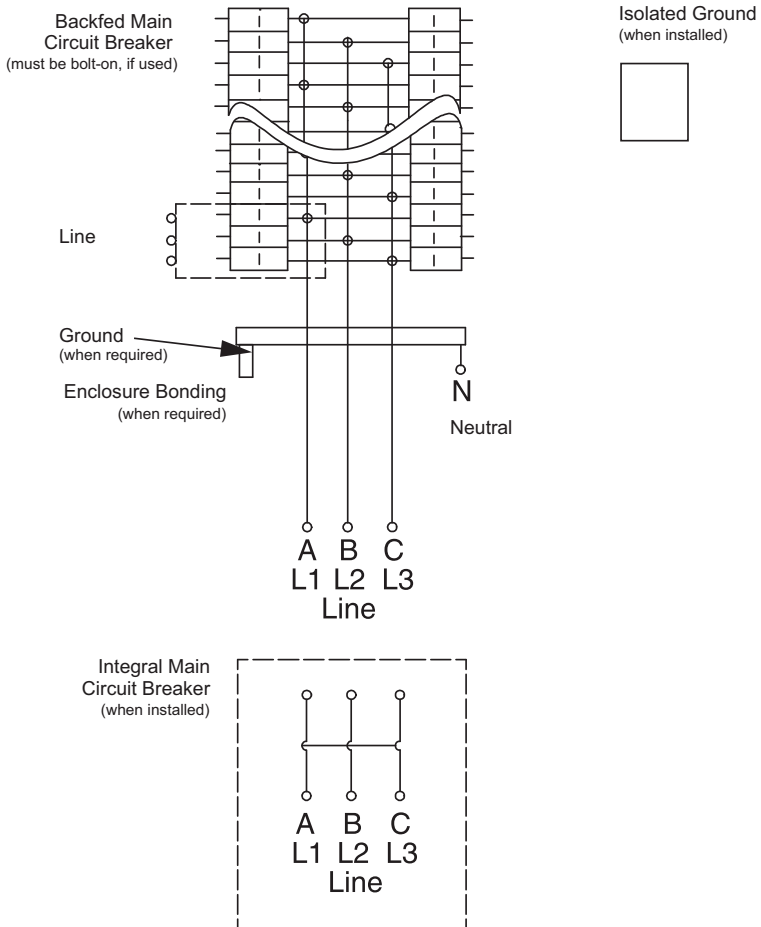 Backfed Main
Circuit Breaker
(must be bolt-on, if used)
Isolated Ground
(when installed)
Line
Ground
(when required)
Enclosure Bonding
(when required)
N
Neutral
A B C
L1 L2 L3
Line
Integral Main
Circuit Breaker
(when installed)
A B C
L1 L2 L3
Line